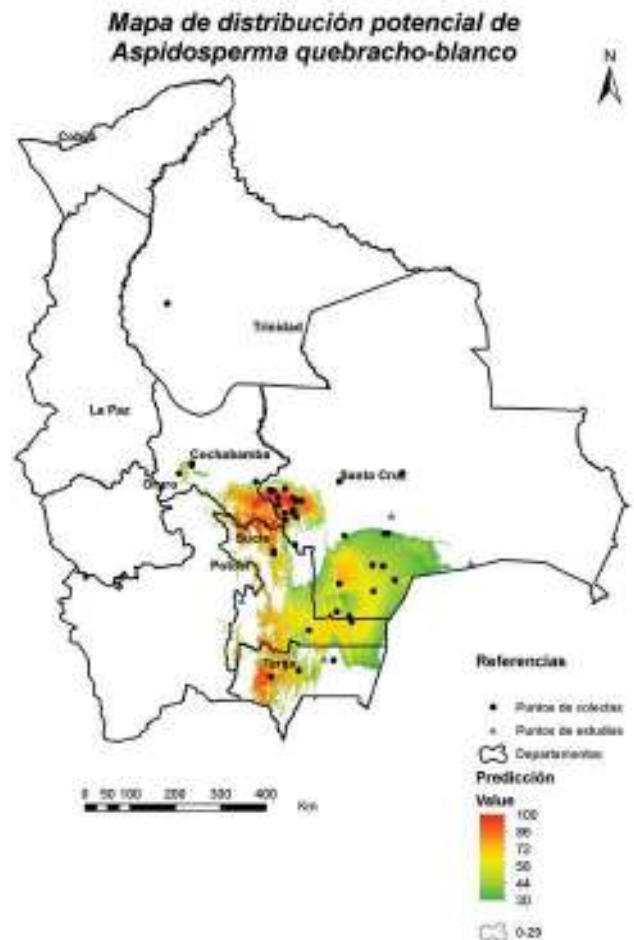 Mapa de distribución potencial de
Aspidosperma quebracho-blanco
N
Cobija
Trinidad
La Paz
Cochabamba
Oruro
Santa Cruz
Sucre
Potosí
Tarija
Referencias
Puntos de colectas
Puntos de estudios
Departamentos
Predicción
Value
100
86
72
58
44
30
0-29
0 50 100 200 300 400
Km